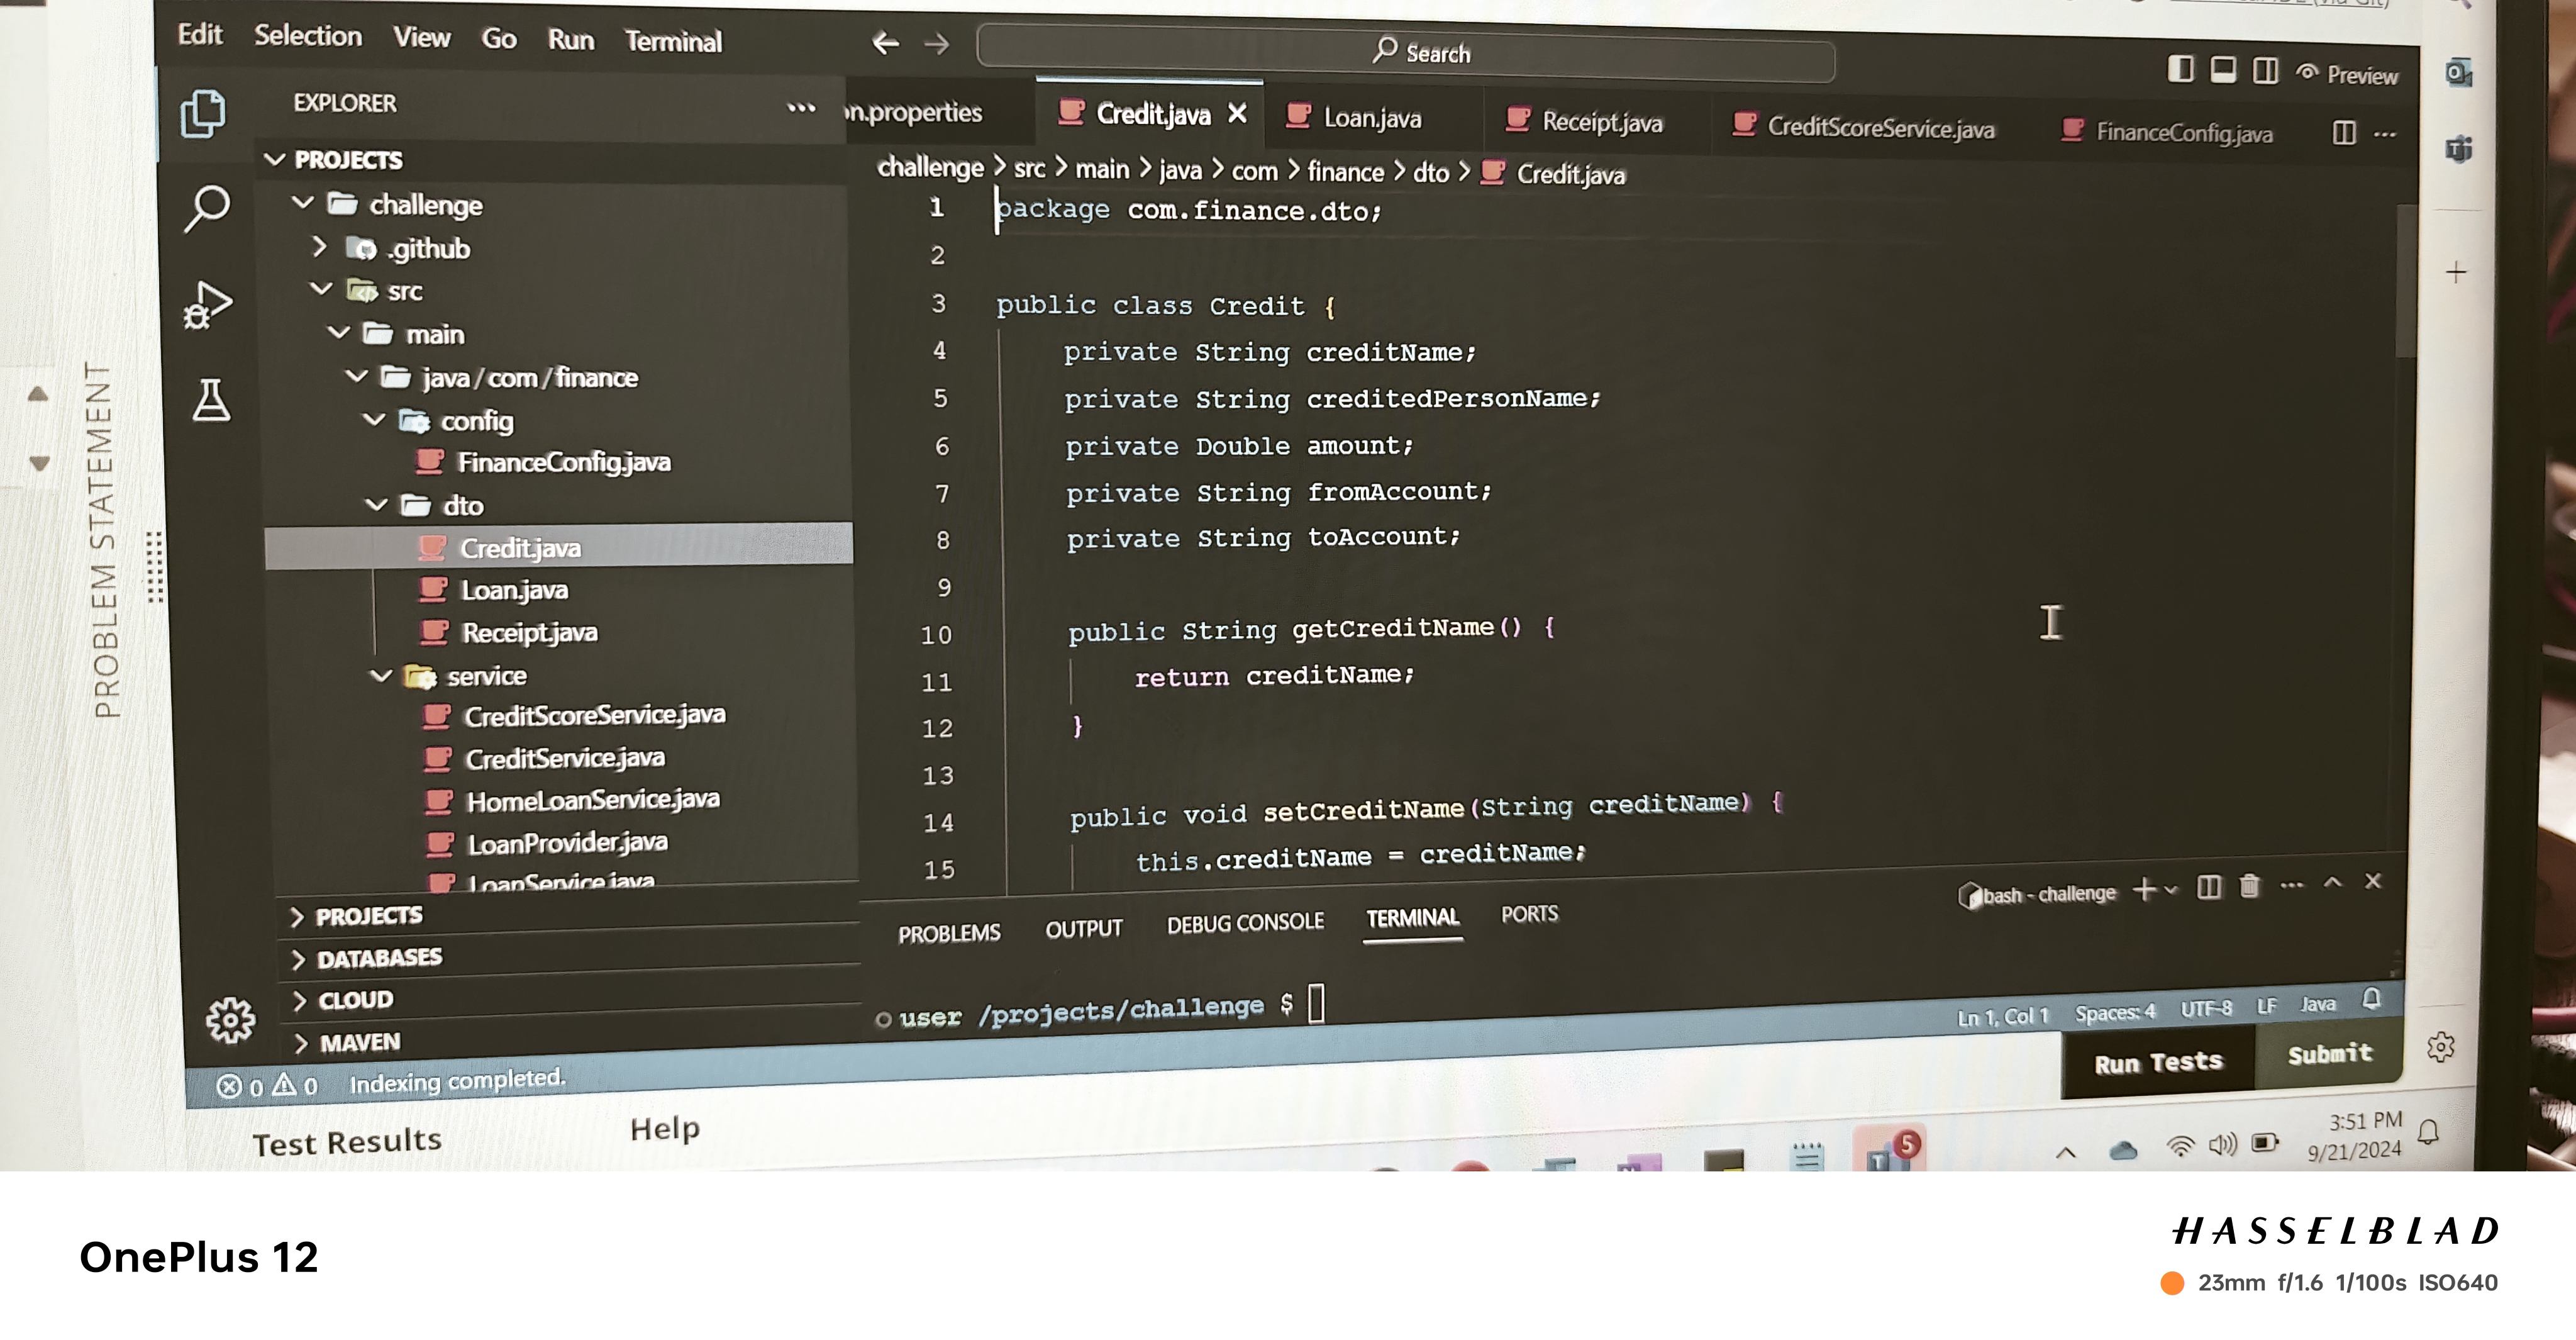 Edit Selection View Go Run Terminal
Search
Preview
EXPLORER
n.properties
Credit.java
Loan.java
Receipt.java
CreditScoreService.java
FinanceConfig.java
PROJECTS
challenge > src > main > java > com > finance > dto > Credit.java
challenge
.github
src
main
java/com/finance
config
FinanceConfig.java
dto
Credit.java
Loan.java
Receipt.java
service
CreditScoreService.java
CreditService.java
HomeLoanService.java
LoanProvider.java
LoanService.java
PROJECTS
DATABASES
CLOUD
MAVEN
1 package com.finance.dto;
2
3 public class Credit {
4 private String creditName;
5 private String creditedPersonName;
6 private Double amount;
7 private String fromAccount;
8 private String toAccount;
9
10 public String getCreditName() {
11 return creditName;
12 }
13
14 public void setCreditName(String creditName) {
15 this.creditName = creditName;
PROBLEMS OUTPUT DEBUG CONSOLE TERMINAL PORTS
bash - challenge
user /projects/challenge $
0 0 Indexing completed.
Ln 1, Col 1 Spaces: 4 UTF-8 LF Java
Run Tests Submit
Test Results Help
PROBLEM STATEMENT
5
3:51 PM
9/21/2024
OnePlus 12
HASSELBLAD
23mm f/1.6 1/100s ISO640